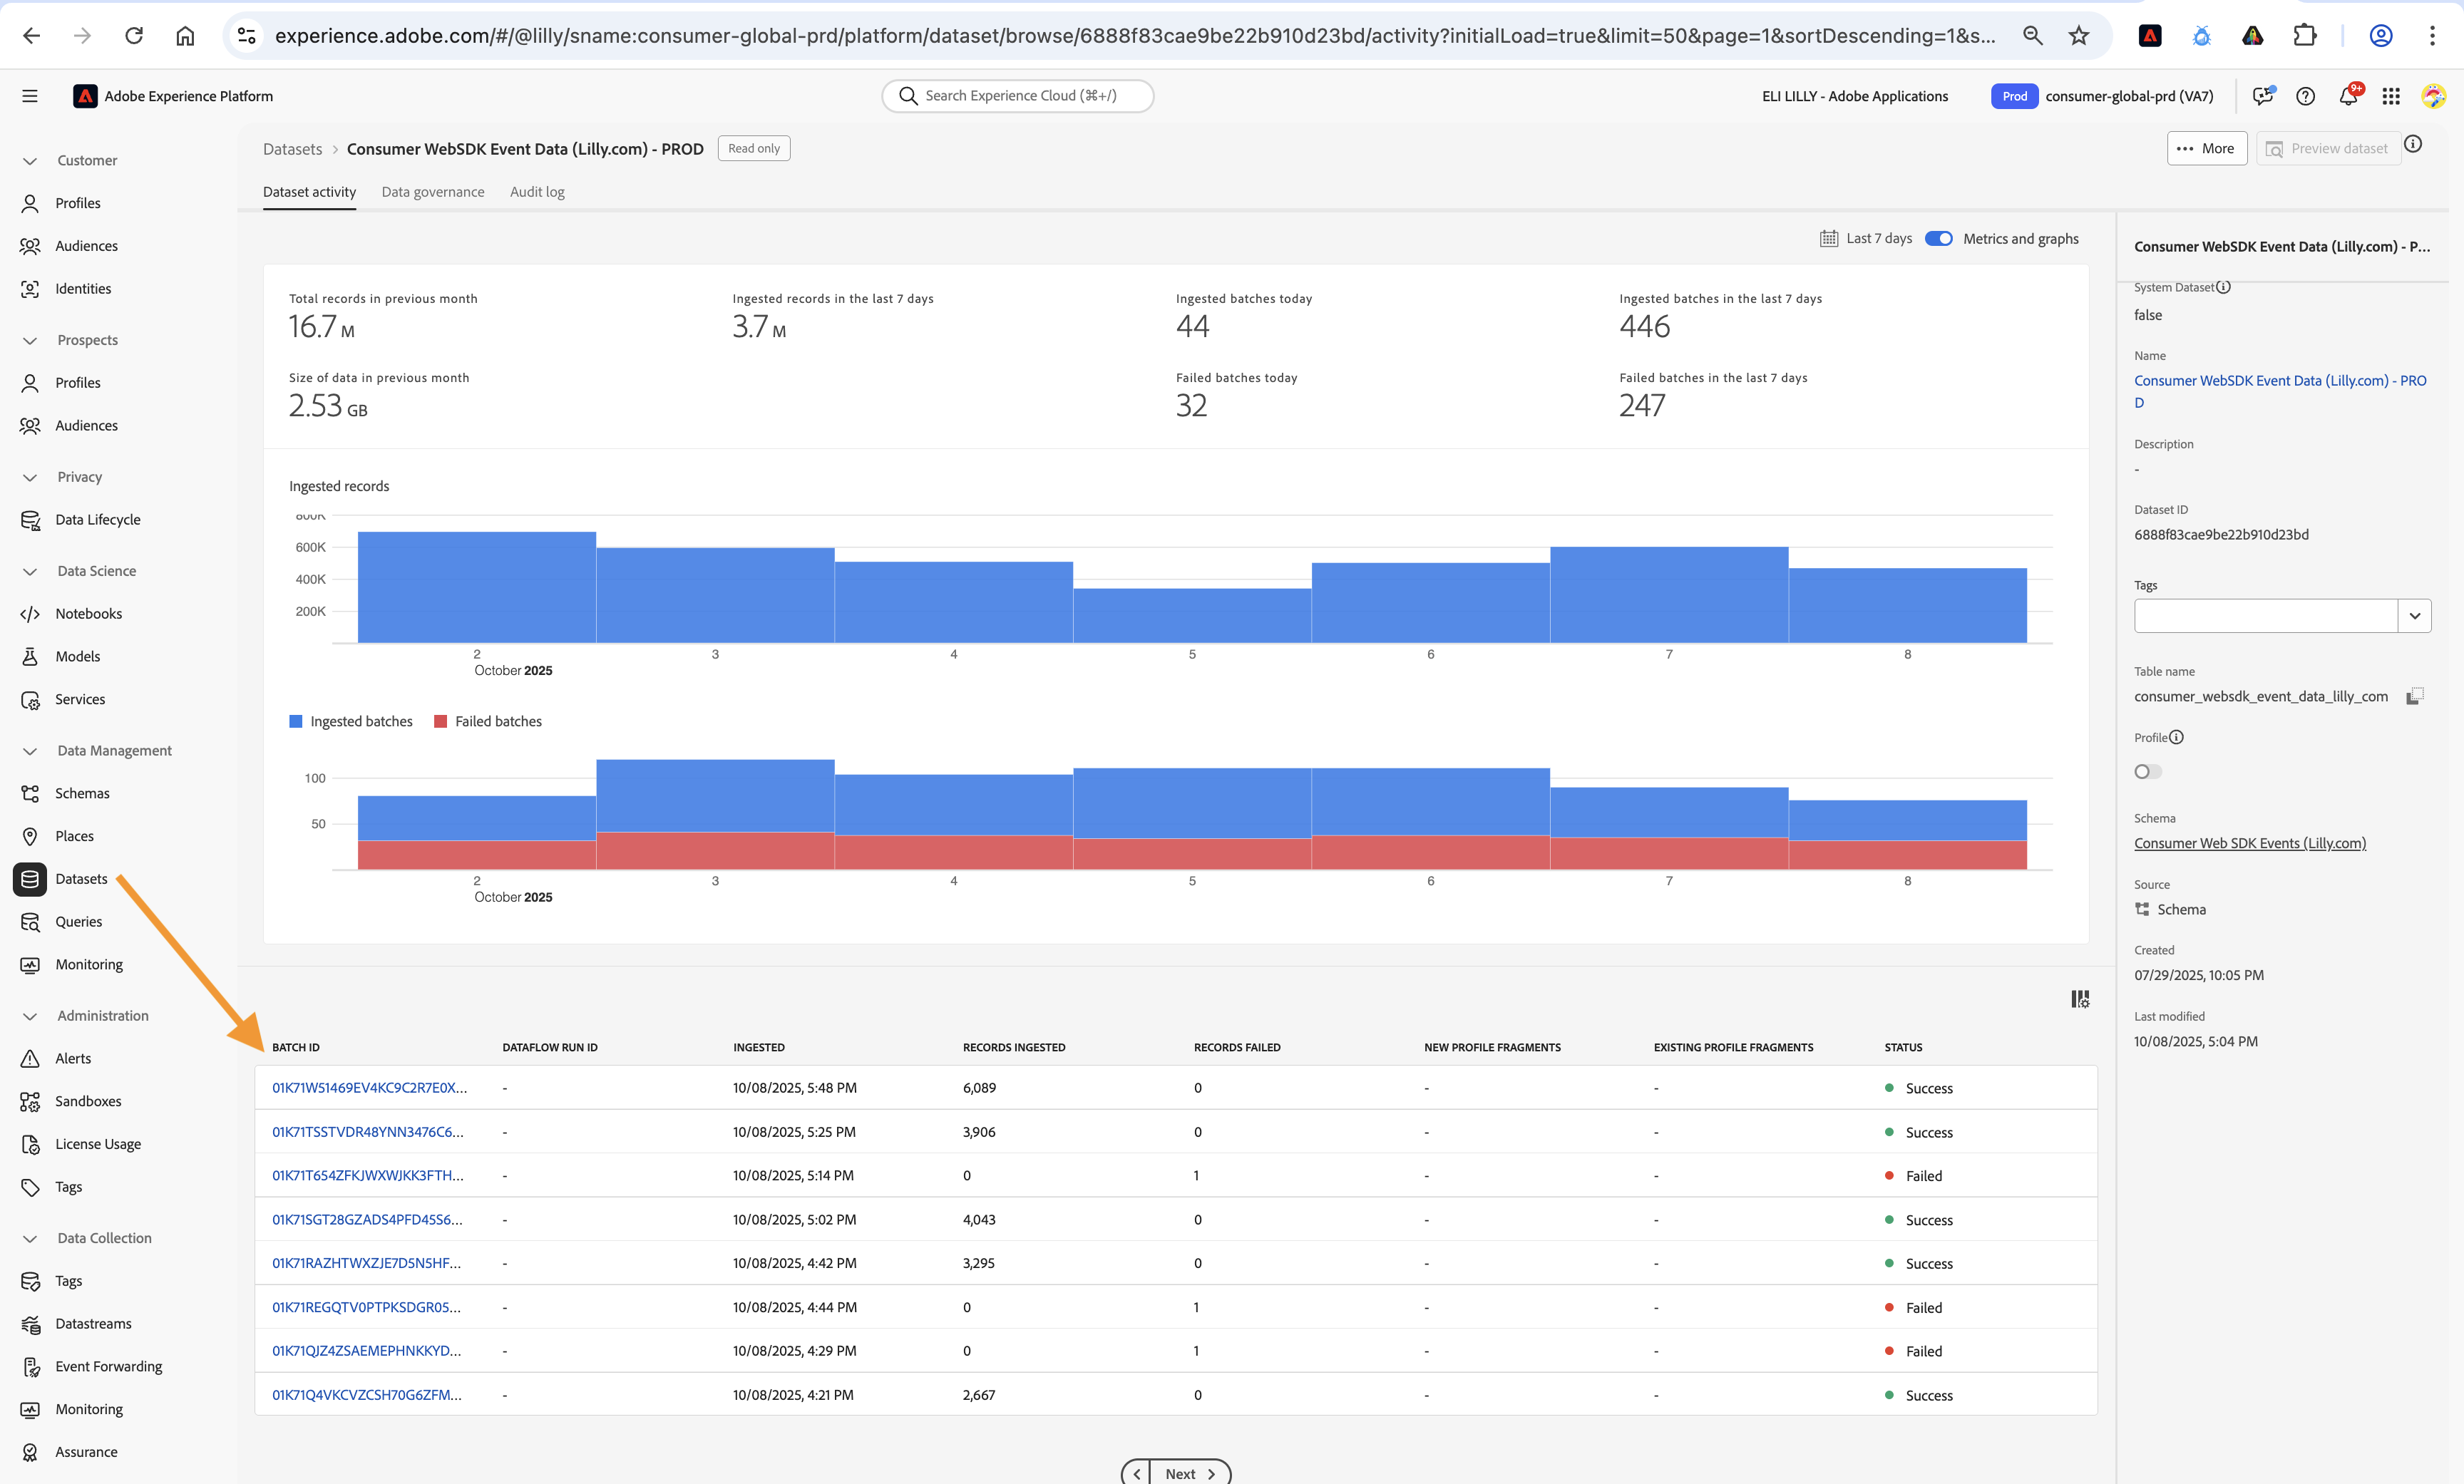 experience.adobe.com/#/@lilly/sname:consumer-global-prd/platform/dataset/browse/6888f83cae9be22b910d23bd/activity?initialLoad=true&limit=50&page=1&sortDescending=1&s...
Adobe Experience Platform
Search Experience Cloud (⌘+/)
ELI LILLY - Adobe Applications
Prod
consumer-global-prd (VA7)
9+
Customer
Profiles
Audiences
Identities
Prospects
Profiles
Audiences
Privacy
Data Lifecycle
Data Science
Notebooks
Models
Services
Data Management
Schemas
Places
Datasets
Queries
Monitoring
Administration
Alerts
Sandboxes
License Usage
Tags
Data Collection
Tags
Datastreams
Event Forwarding
Monitoring
Assurance
Datasets > Consumer WebSDK Event Data (Lilly.com) - PROD
Read only
More
Preview dataset
Dataset activity
Data governance
Audit log
Last 7 days
Metrics and graphs
Total records in previous month
16.7 M
Ingested records in the last 7 days
3.7 M
Ingested batches today
44
Ingested batches in the last 7 days
446
Size of data in previous month
2.53 GB
Failed batches today
32
Failed batches in the last 7 days
247
Ingested records
800K
600K
400K
200K
2 3 4 5 6 7 8
October 2025
Ingested batches
Failed batches
100
50
2 3 4 5 6 7 8
October 2025
BATCH ID DATAFLOW RUN ID INGESTED RECORDS INGESTED RECORDS FAILED NEW PROFILE FRAGMENTS EXISTING PROFILE FRAGMENTS STATUS
01K71W51469EV4KC9C2R7E0X... - 10/08/2025, 5:48 PM 6,089 0 - - Success
01K71TSSTVDR48YNN3476C6... - 10/08/2025, 5:25 PM 3,906 0 - - Success
01K71T654ZFKJWXWJKK3FTH... - 10/08/2025, 5:14 PM 0 1 - - Failed
01K71SGT28GZADS4PFD45S6... - 10/08/2025, 5:02 PM 4,043 0 - - Success
01K71RAZHTWXZJE7D5N5HF... - 10/08/2025, 4:42 PM 3,295 0 - - Success
01K71REGQTV0PTPKSDGR05... - 10/08/2025, 4:44 PM 0 1 - - Failed
01K71QJZ4ZSAEMEPHNKKYD... - 10/08/2025, 4:29 PM 0 1 - - Failed
01K71Q4VKCVZCSH70G6ZFM... - 10/08/2025, 4:21 PM 2,667 0 - - Success
Next
Consumer WebSDK Event Data (Lilly.com) - P...
System Dataset
false
Name
Consumer WebSDK Event Data (Lilly.com) - PRO
D
Description
-
Dataset ID
6888f83cae9be22b910d23bd
Tags
Table name
consumer_websdk_event_data_lilly_com
Profile
Schema
Consumer Web SDK Events (Lilly.com)
Source
Schema
Created
07/29/2025, 10:05 PM
Last modified
10/08/2025, 5:04 PM